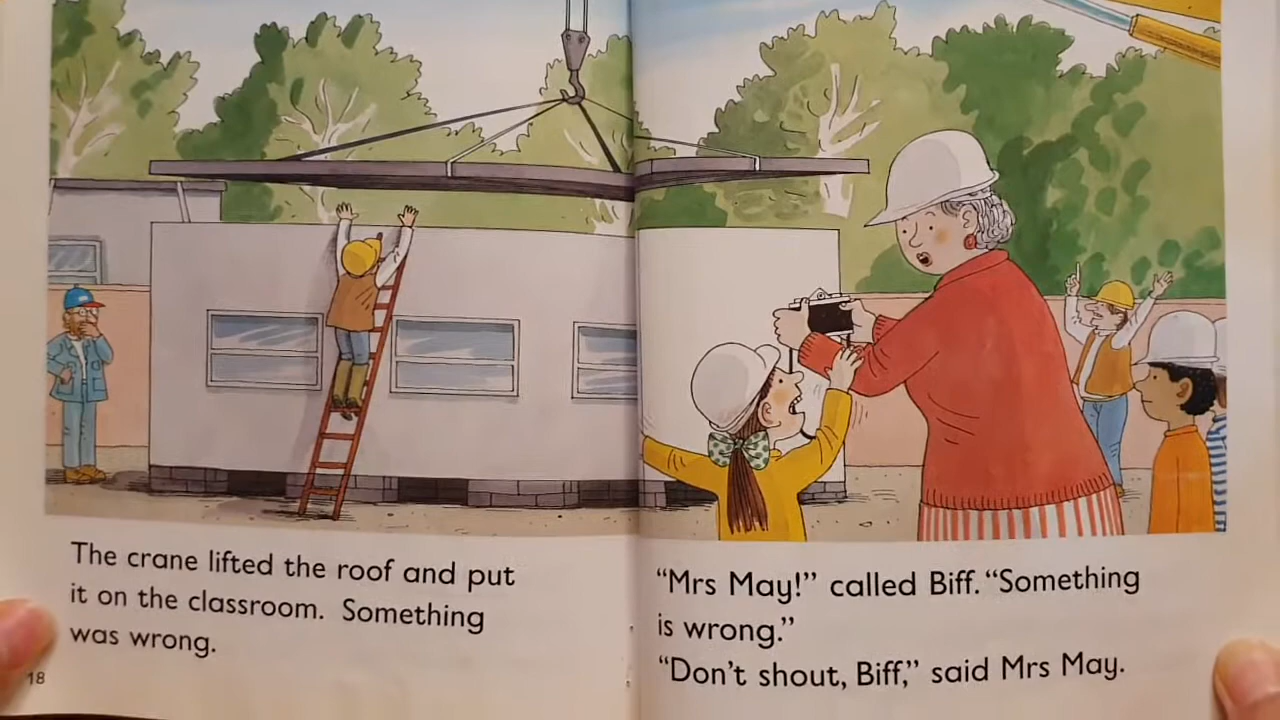 The crane lifted the roof and put
it on the classroom. Something
was wrong.
18
“Mrs May!” called Biff. “Something
is wrong.”
“Don’t shout, Biff,” said Mrs May.